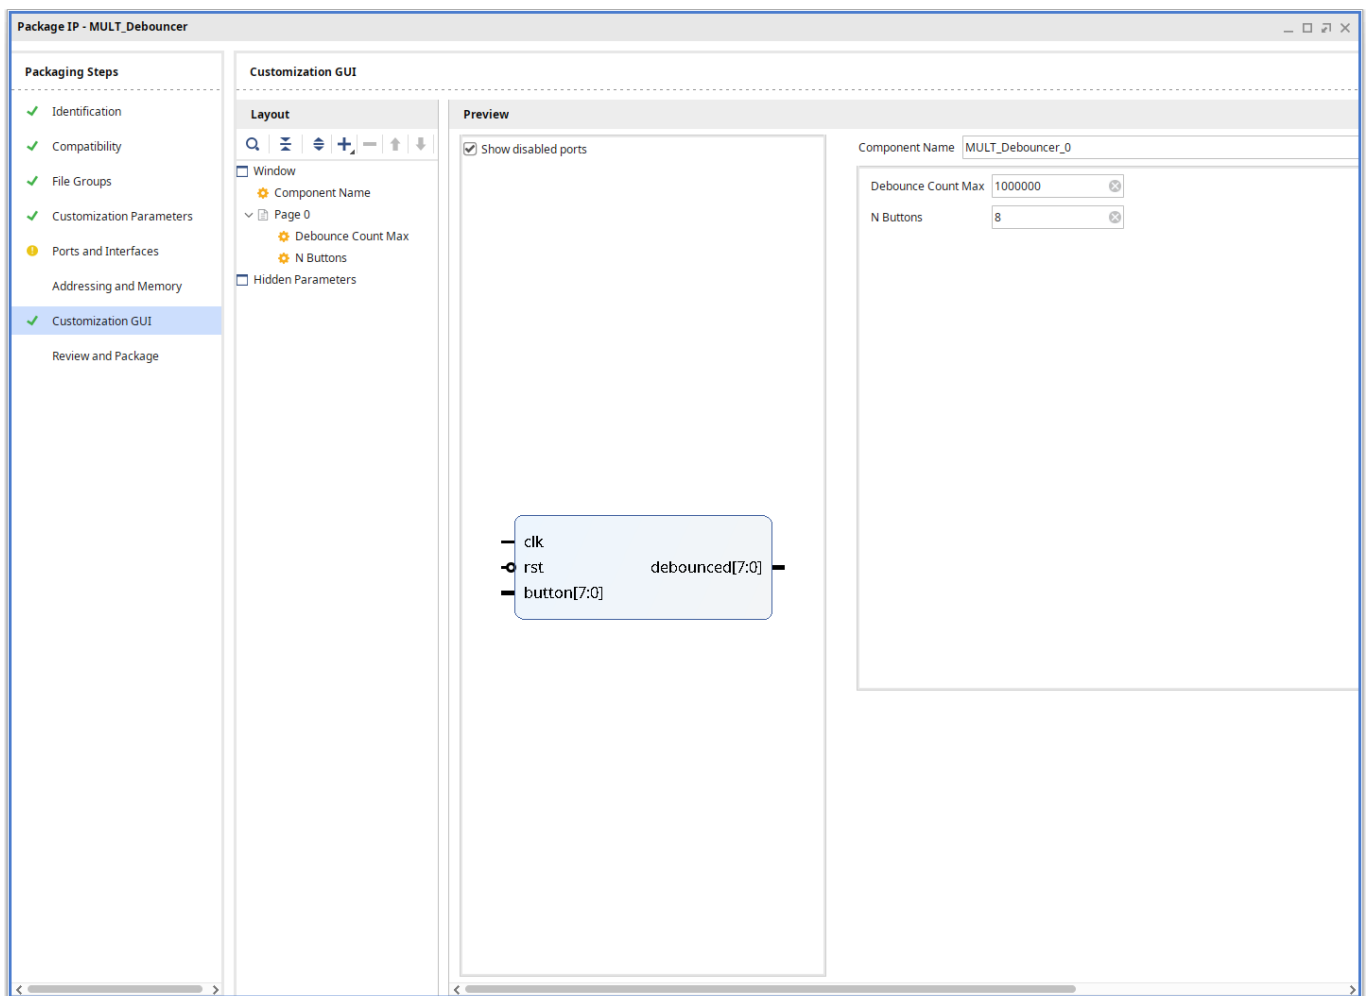 Package IP - MULT_Debouncer
Packaging Steps
Identification
Compatibility
File Groups
Customization Parameters
Ports and Interfaces
Addressing and Memory
Customization GUI
Review and Package
Customization GUI
Layout
Window
Component Name
Page 0
Debounce Count Max
N Buttons
Hidden Parameters
Preview
Show disabled ports
clk
rst
button[7:0]
debounced[7:0]
Component Name MULT_Debouncer_0
Debounce Count Max 1000000
N Buttons 8